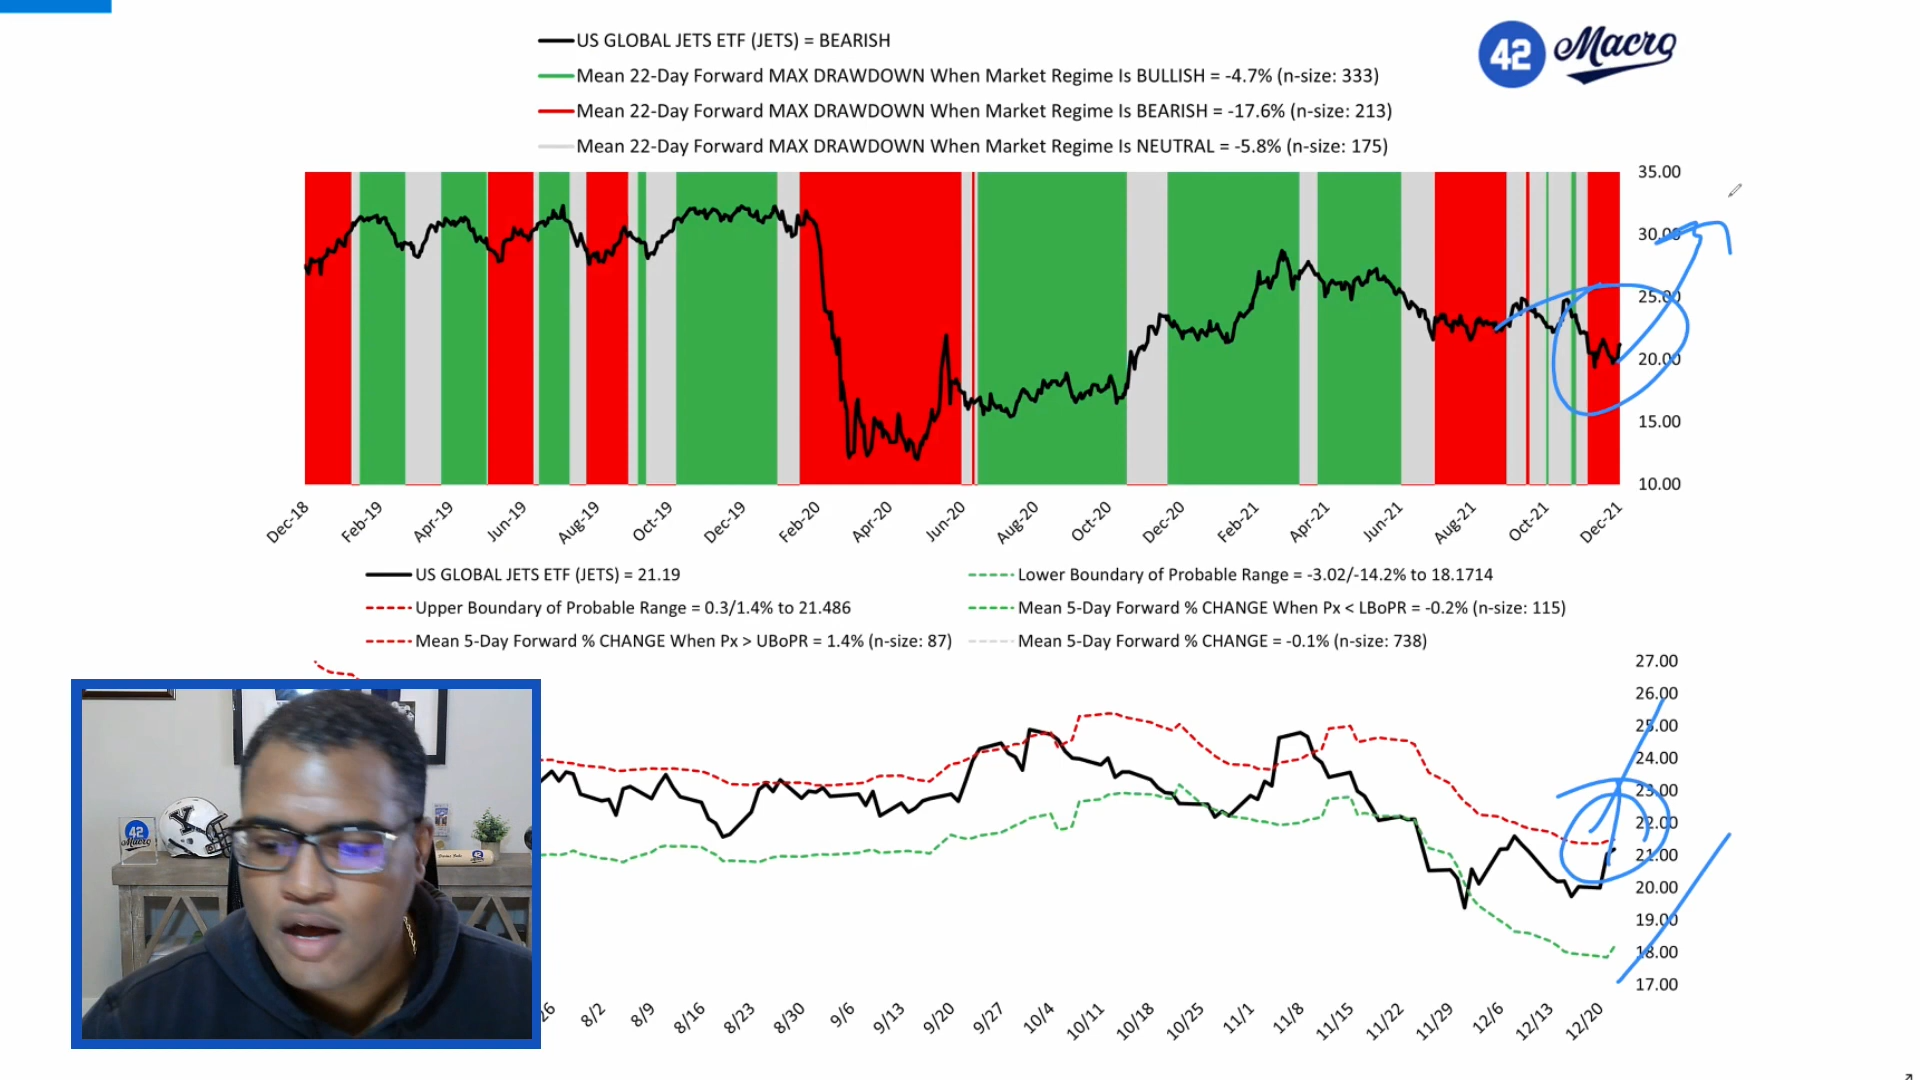 US GLOBAL JETS ETF (JETS) = BEARISH
42 Macro
Mean 22-Day Forward MAX DRAWDOWN When Market Regime Is BULLISH = -4.7% (n-size: 333)
Mean 22-Day Forward MAX DRAWDOWN When Market Regime Is BEARISH = -17.6% (n-size: 213)
Mean 22-Day Forward MAX DRAWDOWN When Market Regime Is NEUTRAL = -5.8% (n-size: 175)
35.00
30.00
25.00
20.00
15.00
10.00
Dec-18 Feb-19 Apr-19 Jun-19 Aug-19 Oct-19 Dec-19 Feb-20 Apr-20 Jun-20 Aug-20 Oct-20 Dec-20 Feb-21 Apr-21 Jun-21 Aug-21 Oct-21 Dec-21
US GLOBAL JETS ETF (JETS) = 21.19 Lower Boundary of Probable Range = -3.02/-14.2% to 18.1714
Upper Boundary of Probable Range = 0.3/1.4% to 21.486 Mean 5-Day Forward % CHANGE When Px < LBoPR = -0.2% (n-size: 115)
Mean 5-Day Forward % CHANGE When Px > UBoPR = 1.4% (n-size: 87) Mean 5-Day Forward % CHANGE = -0.1% (n-size: 738)
27.00
26.00
25.00
24.00
23.00
22.00
21.00
20.00
19.00
18.00
17.00
26 8/2 8/9 8/16 8/23 8/30 9/6 9/13 9/20 9/27 10/4 10/11 10/18 10/25 11/1 11/8 11/15 11/22 11/29 12/6 12/13 12/20
42
Macro
Y
42